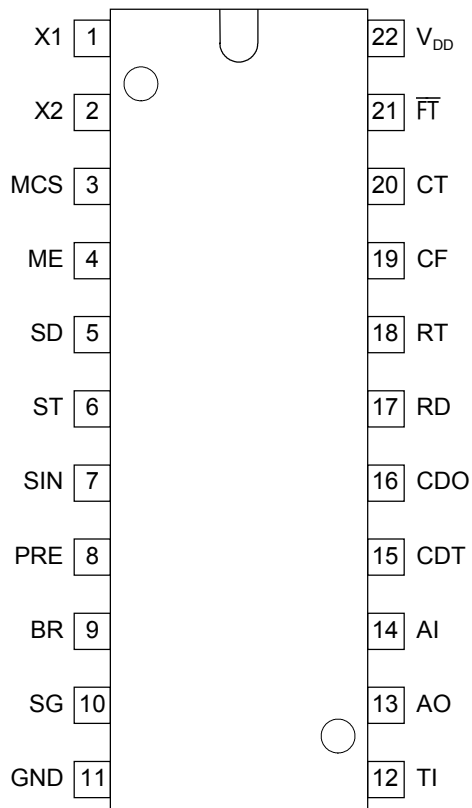 X1 1 22 VDD
X2 2 21 F̅T̅
MCS 3 20 CT
ME 4 19 CF
SD 5 18 RT
ST 6 17 RD
SIN 7 16 CDO
PRE 8 15 CDT
BR 9 14 AI
SG 10 13 AO
GND 11 12 TI